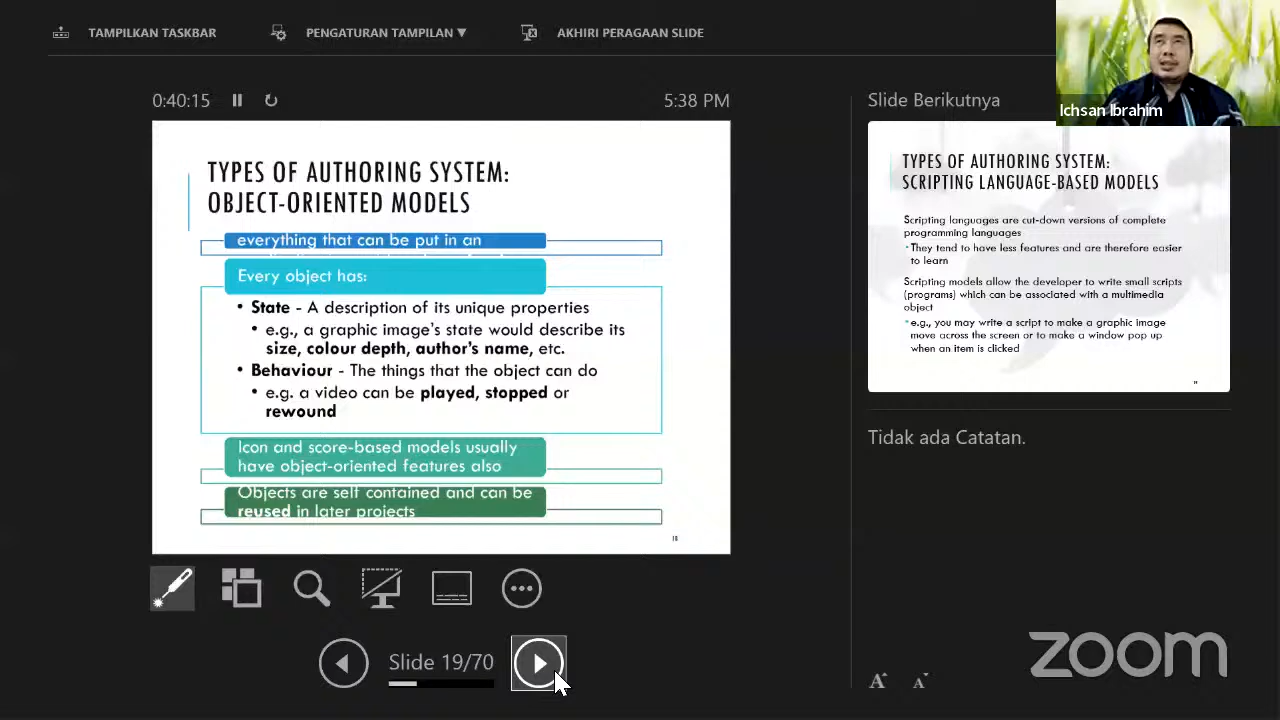 TAMPILKAN TASKBAR
PENGATURAN TAMPILAN ▼
AKHIRI PERAGAAN SLIDE
0:40:15
5:38 PM
TYPES OF AUTHORING SYSTEM:
OBJECT-ORIENTED MODELS
everything that can be put in an
Every object has:
• State - A description of its unique properties
• e.g., a graphic image's state would describe its
size, colour depth, author's name, etc.
• Behaviour - The things that the object can do
• e.g. a video can be played, stopped or
rewound
Icon and score-based models usually
have object-oriented features also
Objects are self contained and can be
reused in later projects
18
Slide 19/70
Slide Berikutnya
Ichsan Ibrahim
TYPES OF AUTHORING SYSTEM:
SCRIPTING LANGUAGE-BASED MODELS
Scripting languages are cut-down versions of complete
programming languages
•They tend to have less features and are therefore easier
to learn
Scripting models allow the developer to write small scripts
(programs) which can be associated with a multimedia
object
•e.g., you may write a script to make a graphic image
move across the screen or to make a window pop up
when an item is clicked
Tidak ada Catatan.
A A
zoom